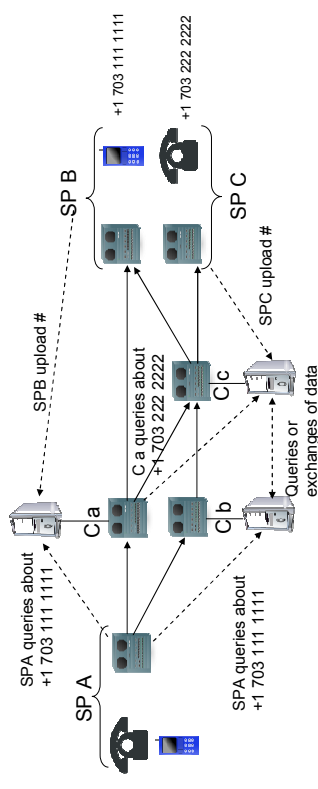 SP A
SPA queries about
+1 703 111 1111
SPA queries about
+1 703 111 1111
C a
C b
SPB upload #
C a queries about
+1 703 222 2222
C c
Queries or
exchanges of data
SPC upload #
SP B
SP C
+1 703 111 1111
+1 703 222 2222